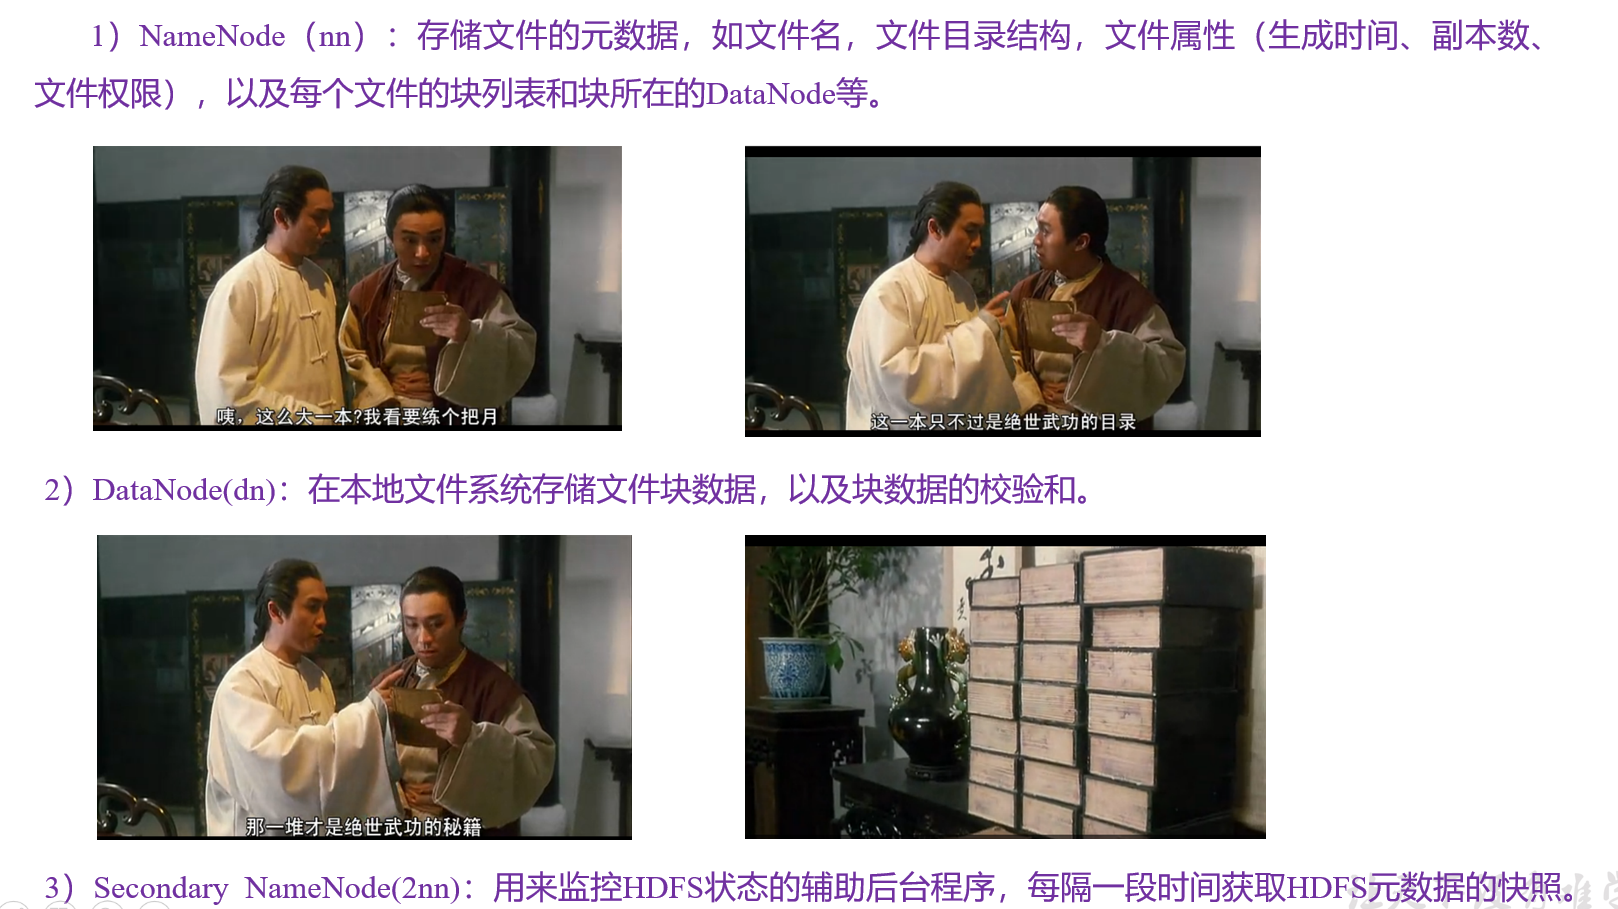 1）NameNode（nn）：存储文件的元数据，如文件名，文件目录结构，文件属性（生成时间、副本数、
文件权限），以及每个文件的块列表和块所在的DataNode等。
咦，这么大一本?我看要练个把月
这一本只不过是绝世武功的目录
2）DataNode(dn)：在本地文件系统存储文件块数据，以及块数据的校验和。
那一堆才是绝世武功的秘籍
3）Secondary NameNode(2nn)：用来监控HDFS状态的辅助后台程序，每隔一段时间获取HDFS元数据的快照。